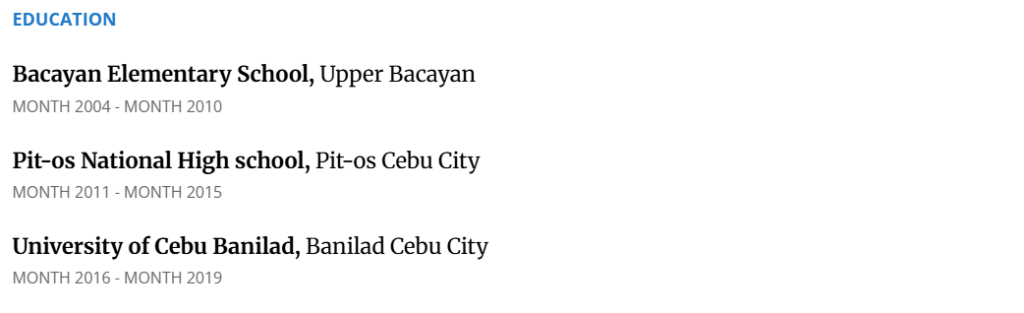 EDUCATION
Bacayan Elementary School, Upper Bacayan
MONTH 2004 - MONTH 2010
Pit-os National High school, Pit-os Cebu City
MONTH 2011 - MONTH 2015
University of Cebu Banilad, Banilad Cebu City
MONTH 2016 - MONTH 2019